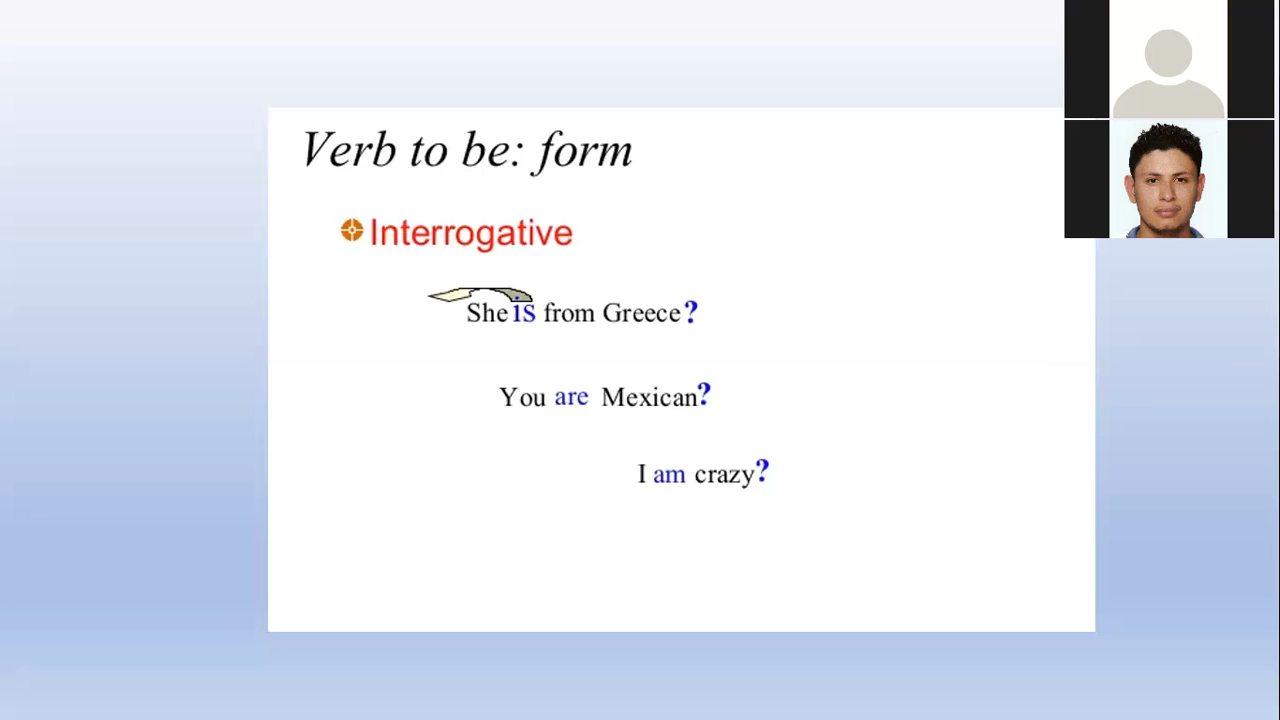 Verb to be: form
Interrogative
She is from Greece?
You are Mexican?
I am crazy?